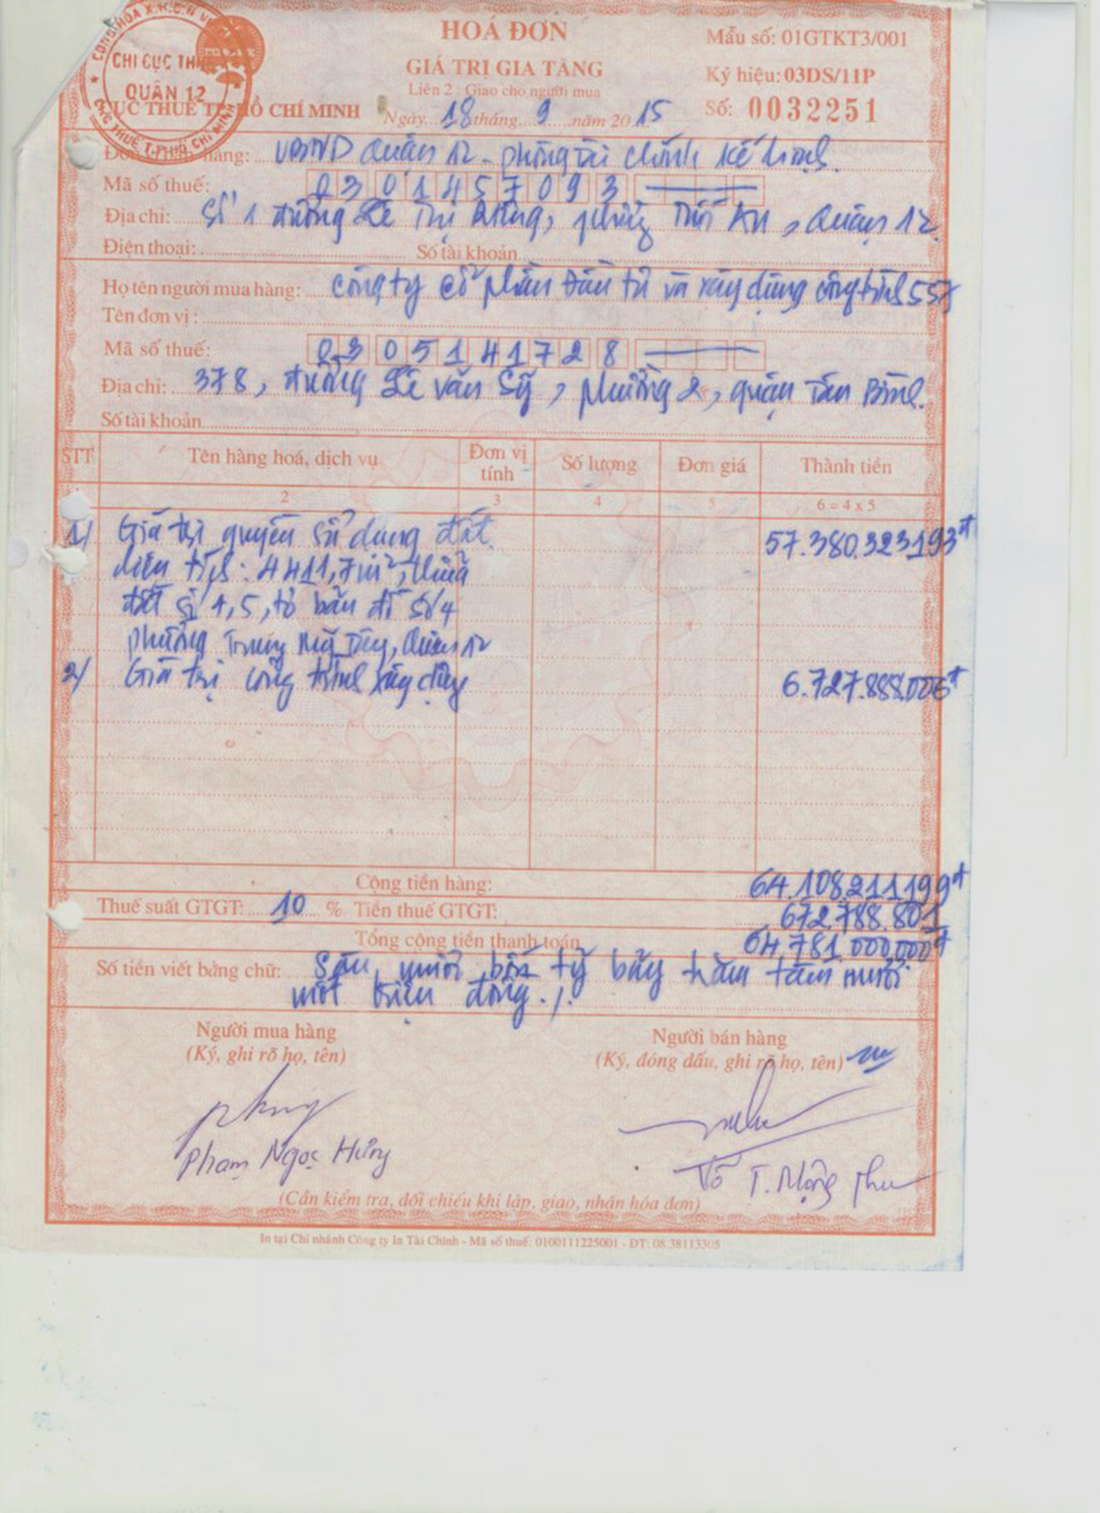 HOÁ ĐƠN
GIÁ TRỊ GIA TĂNG
Liên 2 : Giao cho người mua
Mẫu số: 01GTKT3/001
Ký hiệu: 03DS/11P
Số: 0032251
CHI CỤC THUẾ
QUẬN 12
CỤC THUẾ TP HỒ CHÍ MINH
Ngày 18 tháng 9 năm 2015
Đơn vị bán hàng: UBND Quận 12 - phòng Tài chính Kế hoạch
Mã số thuế: 0301457093
Địa chỉ: Số 1 đường Lê Thị Riêng, phường Thới An, Quận 12.
Điện thoại: Số tài khoản
Họ tên người mua hàng: Công ty cổ phần Đầu tư và xây dựng công trình 557
Tên đơn vị :
Mã số thuế: 0305141728
Địa chỉ: 378, đường Lê Văn Sỹ, phường 2, quận Tân Bình.
Số tài khoản
STT Tên hàng hoá, dịch vụ Đơn vị tính Số lượng Đơn giá Thành tiền
2 3 4 5 6 = 4 x 5
1/ Giá trị quyền sử dụng đất 57.380.323.193đ
diện tích: 4411,7m², thửa
đất số 4, 5, tờ bản đồ số 4
phường Trung Mỹ Tây, Quận 12
2/ Giá trị công trình xây dựng 6.727.888.006đ
Cộng tiền hàng: 64.108.211.199đ
Thuế suất GTGT: 10 % Tiền thuế GTGT: 672.788.801
Tổng cộng tiền thanh toán 64.781.000.000đ
Số tiền viết bằng chữ: Sáu mươi bốn tỷ bảy trăm tám mươi
mốt triệu đồng./.
Người mua hàng Người bán hàng
(Ký, ghi rõ họ, tên) (Ký, đóng dấu, ghi rõ họ, tên)
Phạm Ngọc Hưng Võ T. Mộng Thu
(Cần kiểm tra, đối chiếu khi lập, giao, nhận hóa đơn)
In tại Chi nhánh Công ty In Tài Chính - Mã số thuế: 0100111225001 - ĐT: 08.38113305